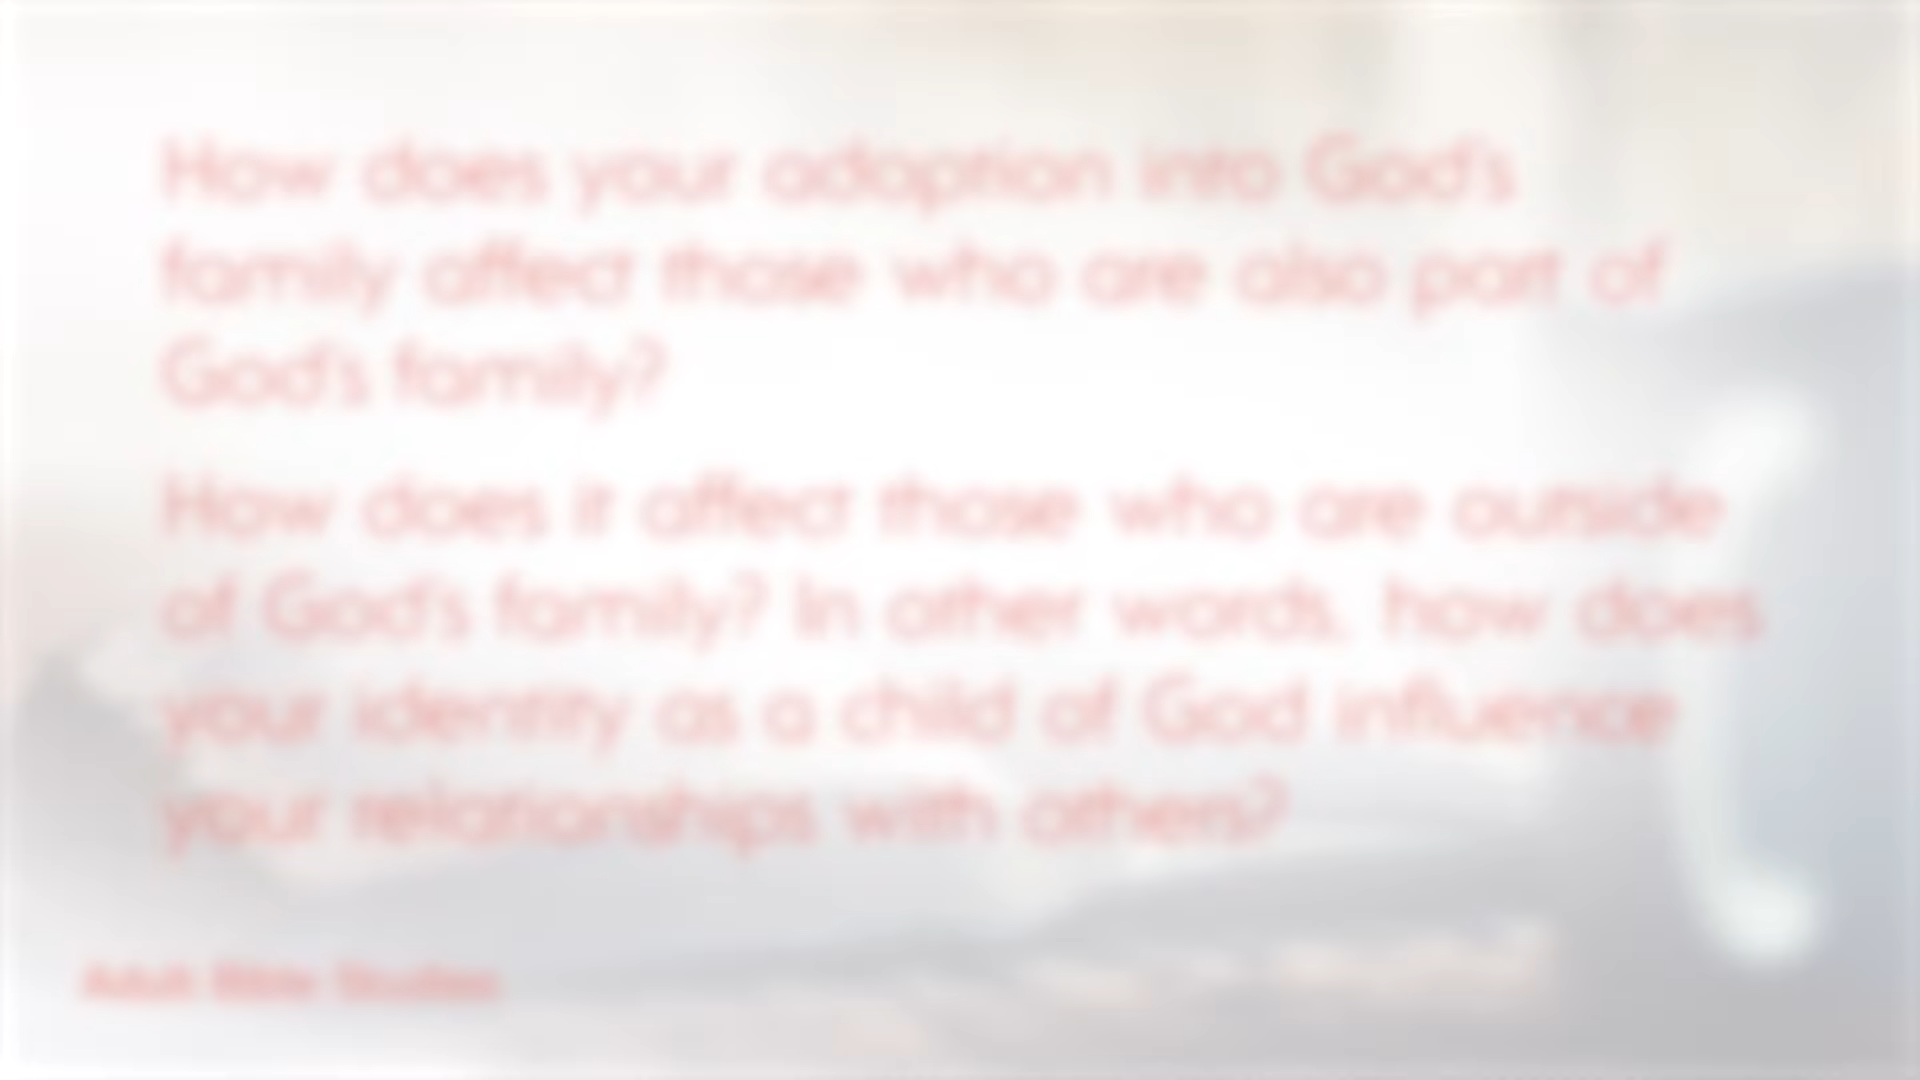 How does your adoption into God's
family affect those who are also part of
God's family?
How does it affect those who are outside
of God's family? In other words, how does
your identity as a child of God influence
your relationships with others?
Adult Bible Studies